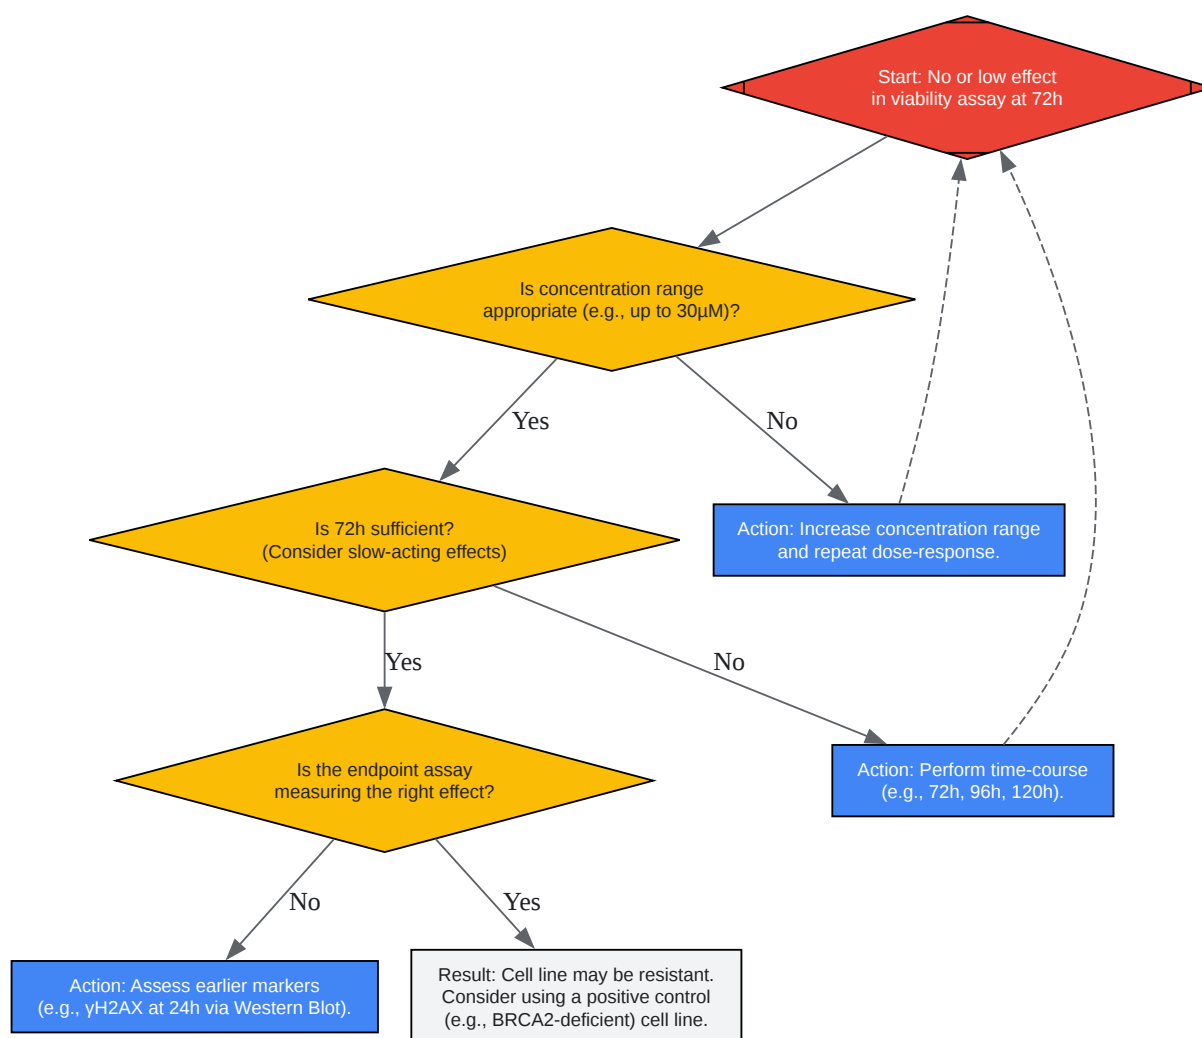 Start: No or low effect
in viability assay at 72h
Is concentration range
appropriate (e.g., up to 30µM)?
Yes
No
Is 72h sufficient?
(Consider slow-acting effects)
Action: Increase concentration range
and repeat dose-response.
Yes
No
Is the endpoint assay
measuring the right effect?
Action: Perform time-course
(e.g., 72h, 96h, 120h).
No
Yes
Action: Assess earlier markers
(e.g., γH2AX at 24h via Western Blot).
Result: Cell line may be resistant.
Consider using a positive control
(e.g., BRCA2-deficient) cell line.